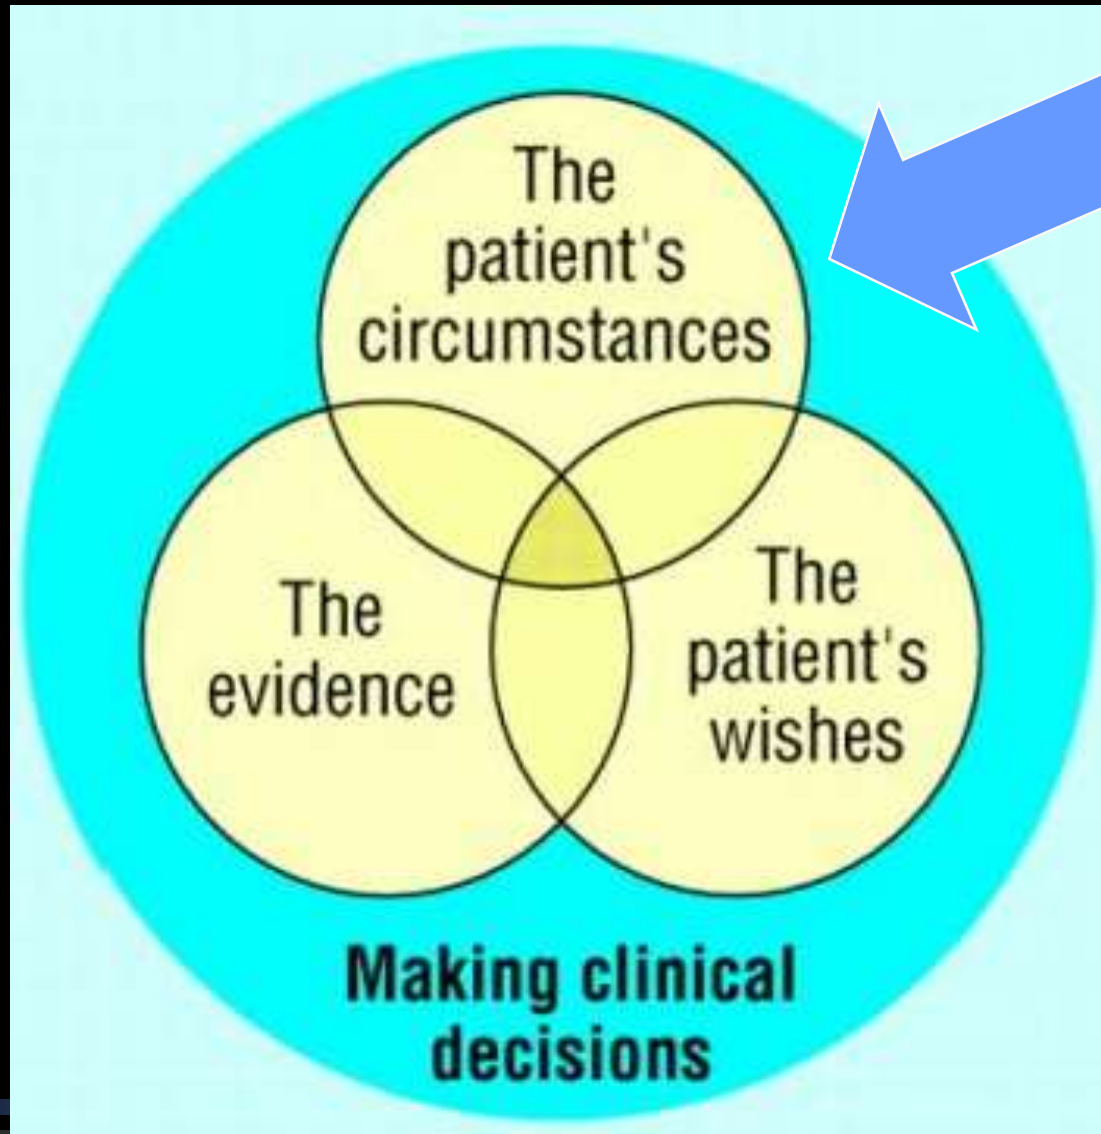 The
patient's
circumstances
The
evidence
The
patient's
wishes
Making clinical
decisions